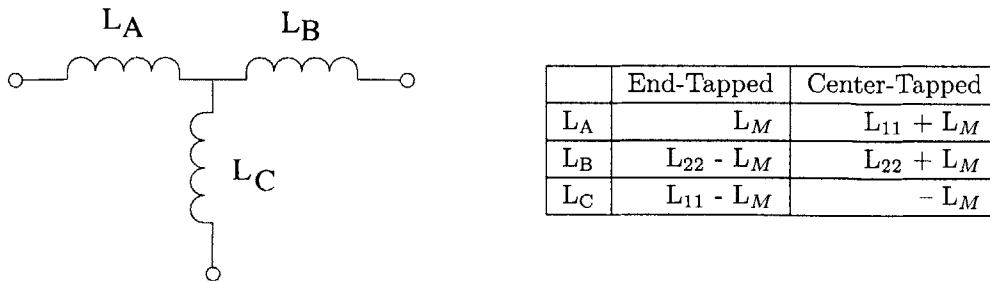 L_A
L_B
L_C
End-Tapped Center-Tapped
L_A L_M L_11 + L_M
L_B L_22 - L_M L_22 + L_M
L_C L_11 - L_M – L_M